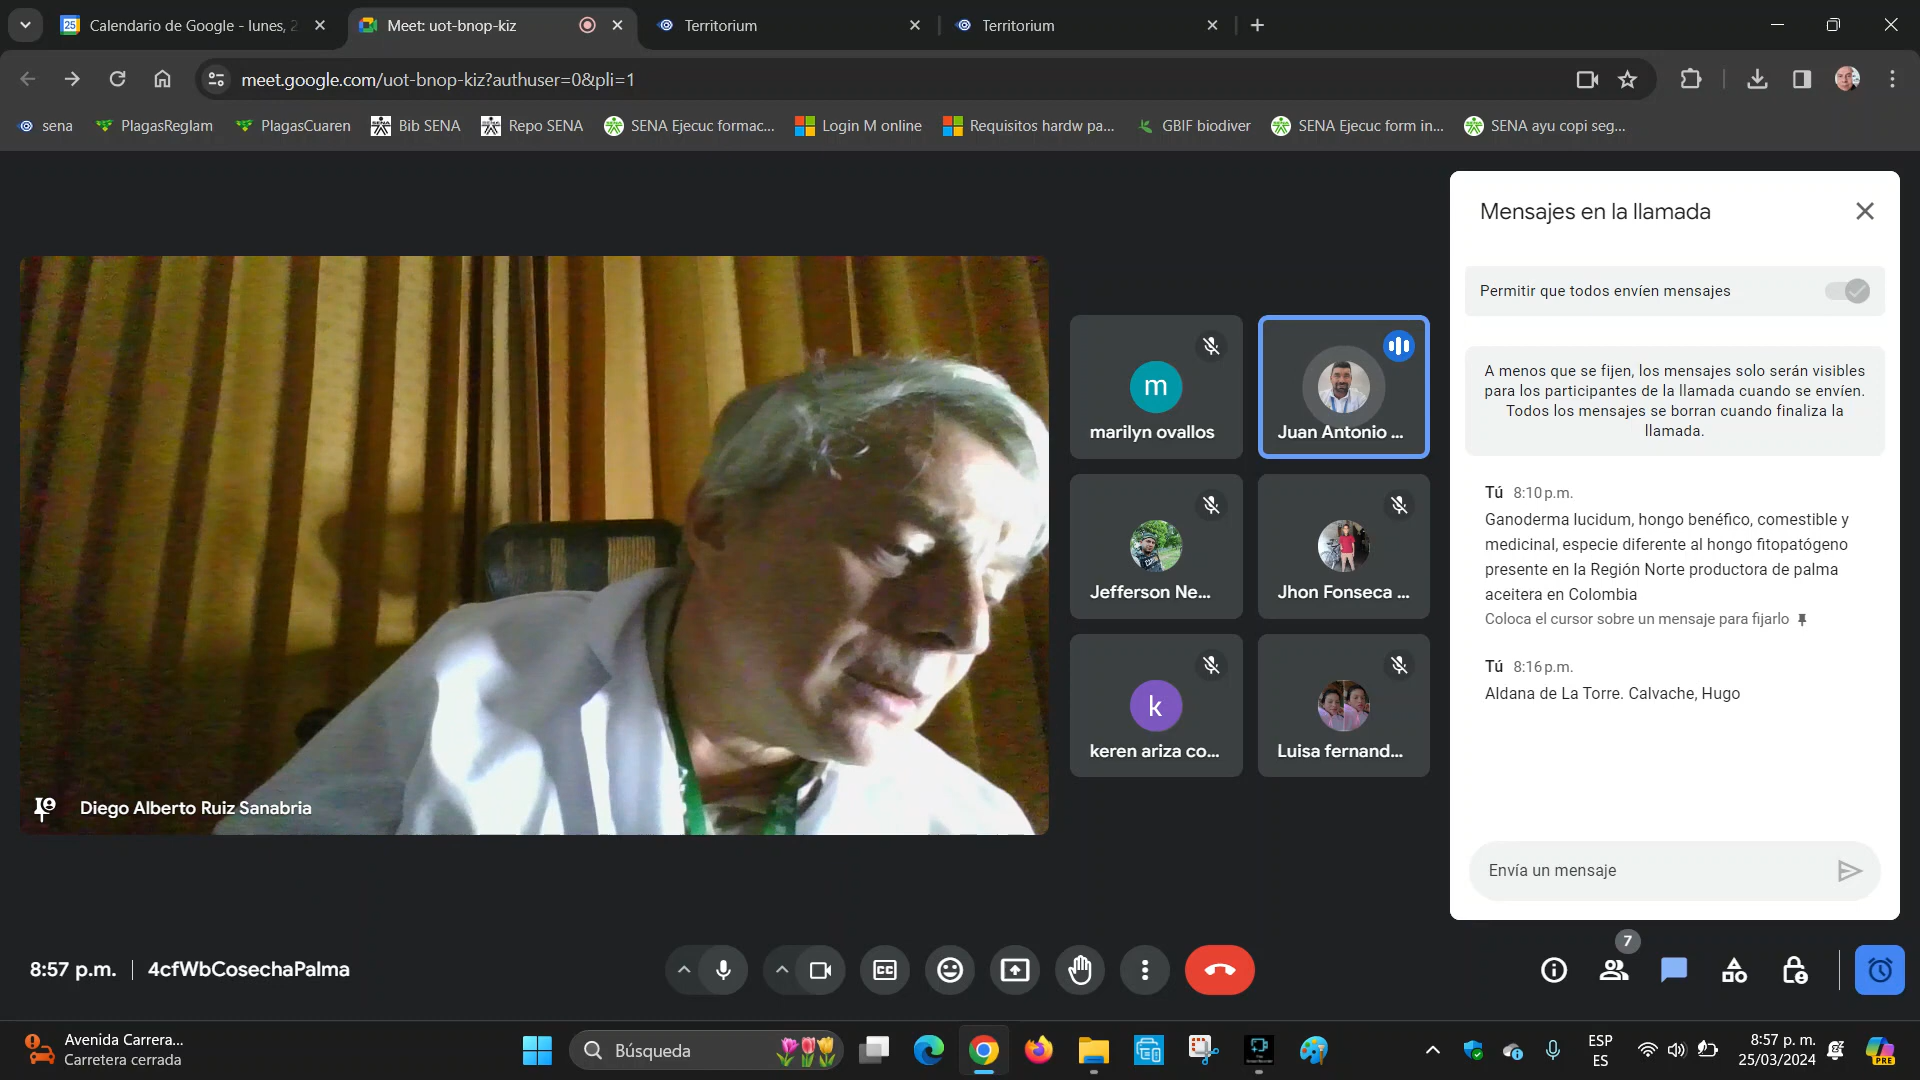 Calendario de Google - lunes, 2
Meet: uot-bnop-kiz
Territorium
Territorium
meet.google.com/uot-bnop-kiz?authuser=0&pli=1
sena
PlagasReglam
PlagasCuaren
Bib SENA
Repo SENA
SENA Ejecuc formac...
Login M online
Requisitos hardw pa...
GBIF biodiver
SENA Ejecuc form in...
SENA ayu copi seg...
Mensajes en la llamada
Permitir que todos envíen mensajes
A menos que se fijen, los mensajes solo serán visibles
para los participantes de la llamada cuando se envíen.
Todos los mensajes se borran cuando finaliza la
llamada.
Tú 8:10 p.m.
Ganoderma lucidum, hongo benéfico, comestible y
medicinal, especie diferente al hongo fitopatógeno
presente en la Región Norte productora de palma
aceitera en Colombia
Coloca el cursor sobre un mensaje para fijarlo
Tú 8:16 p.m.
Aldana de La Torre. Calvache, Hugo
Envía un mensaje
m
marilyn ovallos
Juan Antonio ...
Jefferson Ne...
Jhon Fonseca ...
k
keren ariza co...
Luisa fernand...
Diego Alberto Ruiz Sanabria
8:57 p.m. | 4cfWbCosechaPalma
7
Avenida Carrera...
Carretera cerrada
Búsqueda
ESP
ES
8:57 p. m.
25/03/2024
PRE